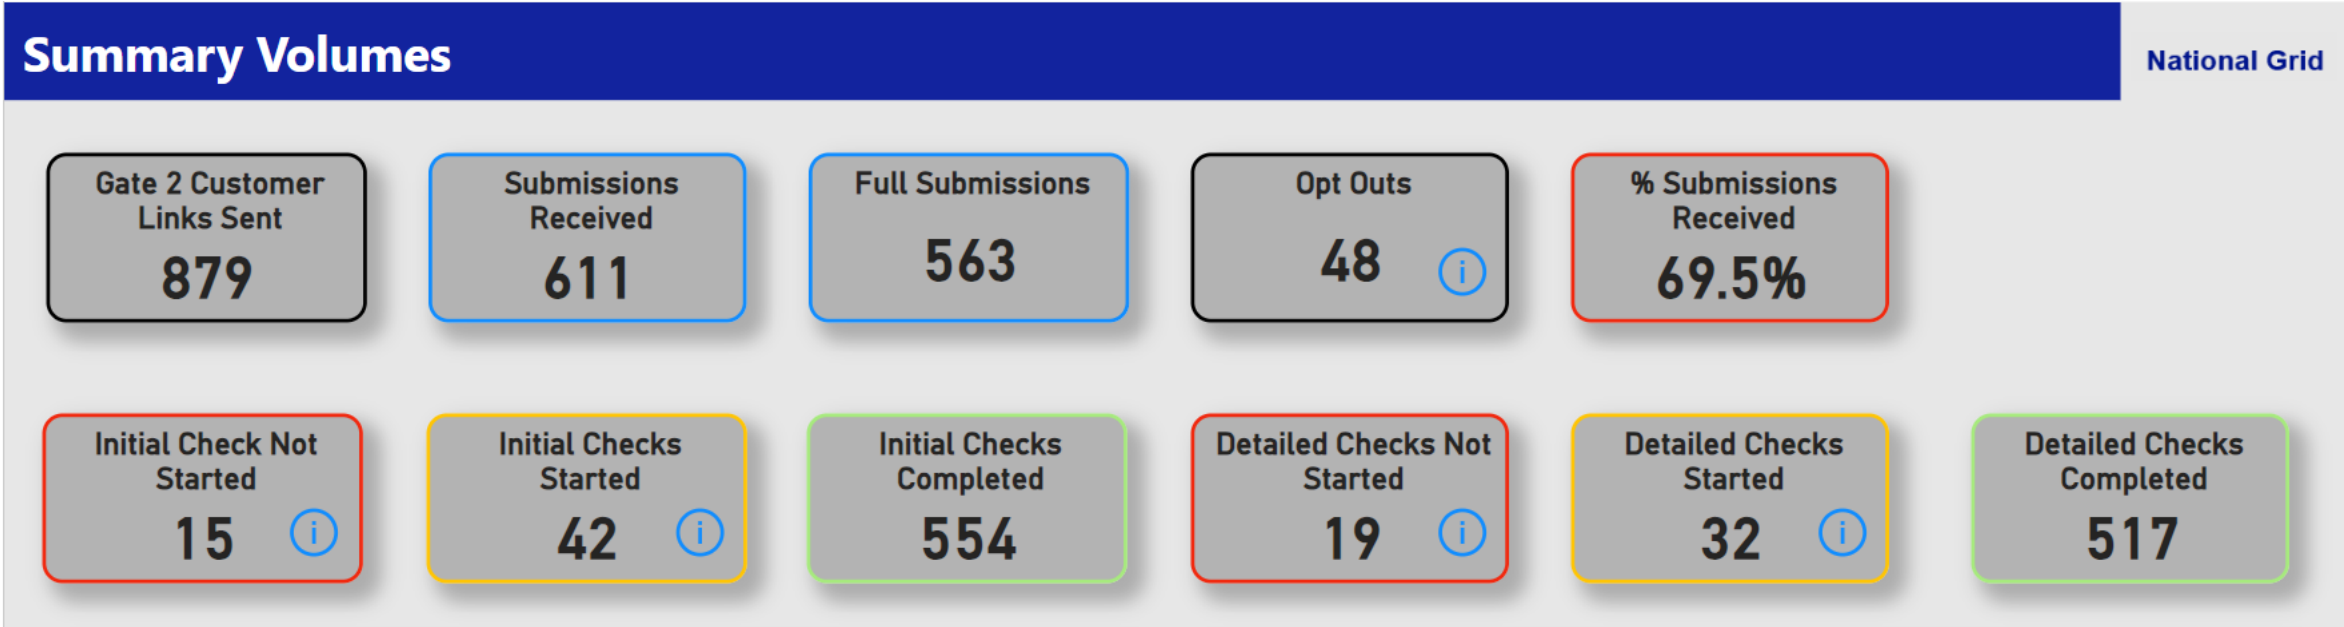 Summary Volumes
National Grid
Gate 2 Customer
Links Sent
879
Submissions
Received
611
Full Submissions
563
Opt Outs
48
i
% Submissions
Received
69.5%
Initial Check Not
Started
15
i
Initial Checks
Started
42
i
Initial Checks
Completed
554
Detailed Checks Not
Started
19
i
Detailed Checks
Started
32
i
Detailed Checks
Completed
517